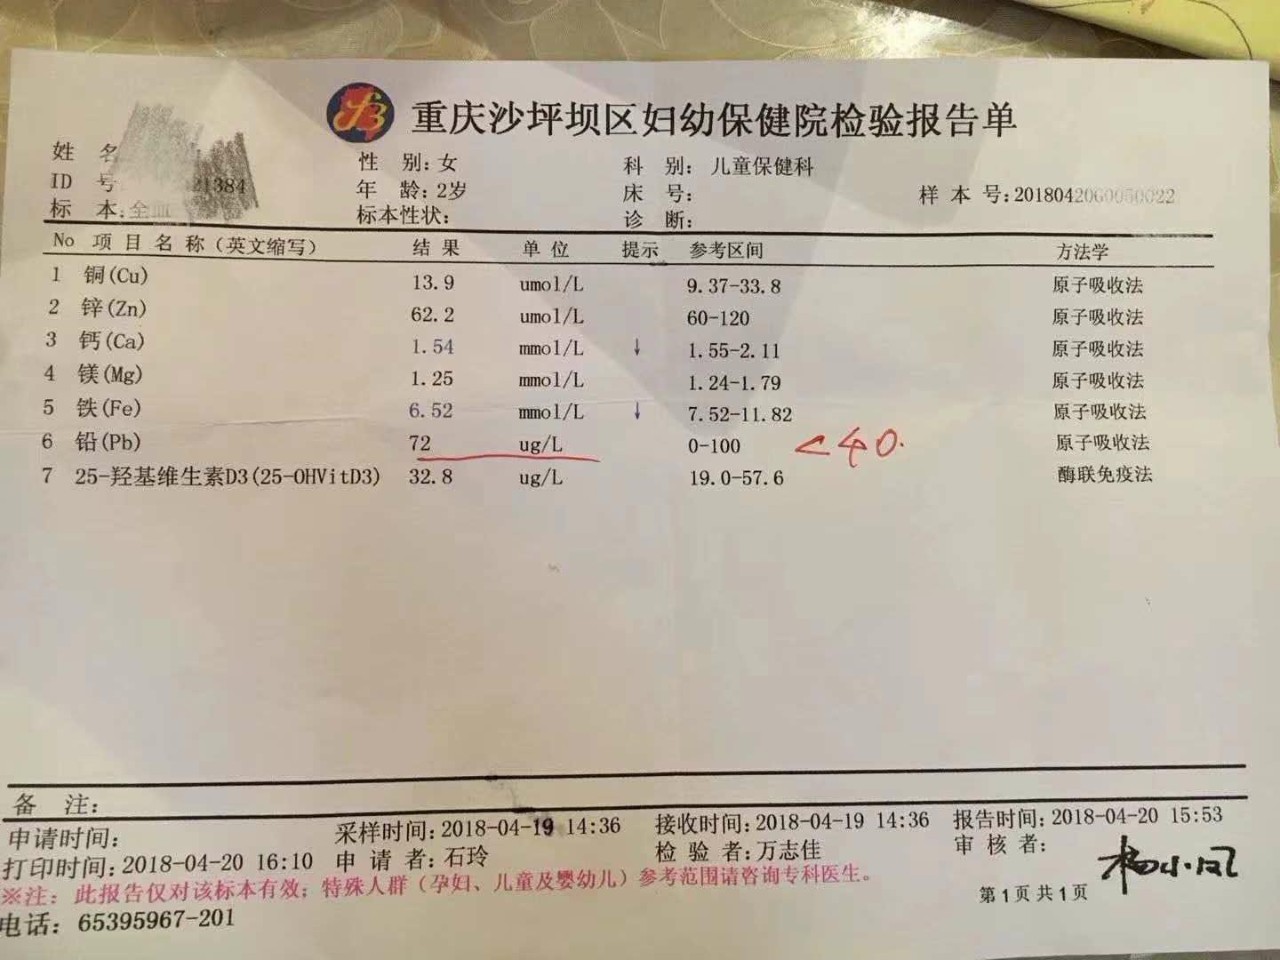 重庆沙坪坝区妇幼保健院检验报告单
姓 名 性 别: 女 科 别: 儿童保健科
ID 号 21384 年 龄: 2岁 床 号: 样 本 号: 2018042060050022
标 本: 全血 标本性状: 诊 断:
No 项 目 名 称 (英文缩写) 结 果 单 位 提示 参考区间 方法学
1 铜(Cu) 13.9 umol/L 9.37-33.8 原子吸收法
2 锌(Zn) 62.2 umol/L 60-120 原子吸收法
3 钙(Ca) 1.54 mmol/L ↓ 1.55-2.11 原子吸收法
4 镁(Mg) 1.25 mmol/L 1.24-1.79 原子吸收法
5 铁(Fe) 6.52 mmol/L ↓ 7.52-11.82 原子吸收法
6 铅(Pb) 72 ug/L 0-100 <40. 原子吸收法
7 25-羟基维生素D3(25-OHVitD3) 32.8 ug/L 19.0-57.6 酶联免疫法
备 注:
申请时间: 采样时间: 2018-04-19 14:36 接收时间: 2018-04-19 14:36 报告时间: 2018-04-20 15:53
打印时间: 2018-04-20 16:10 申 请 者: 石玲 检 验 者: 万志佳 审 核 者:
※注: 此报告仅对该标本有效; 特殊人群 (孕妇、儿童及婴幼儿) 参考范围请咨询专科医生。
第 1 页 共 1 页
电话: 65395967-201